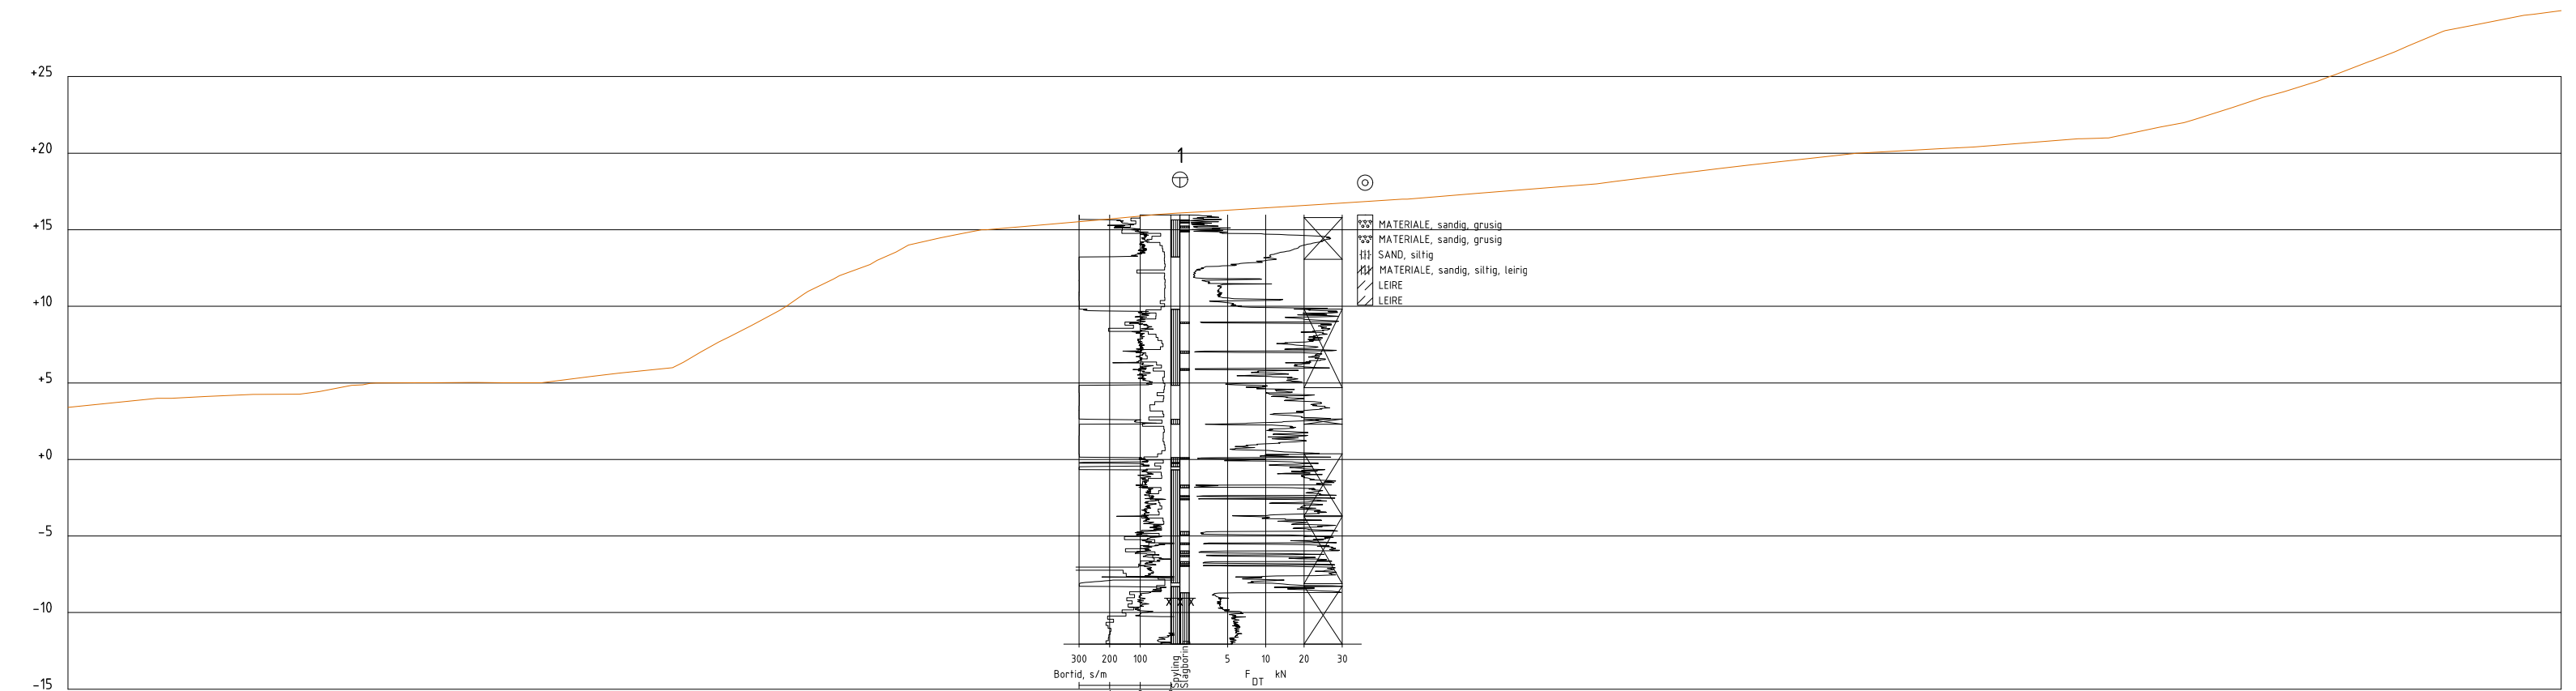 +25
+20
1
+15
MATERIALE, sandig, grusig
MATERIALE, sandig, grusig
SAND, siltig
MATERIALE, sandig, siltig, leirig
LEIRE
LEIRE
+10
+5
+0
-5
-10
X X X
300 200 100 Spyling Slagborin 5 10 20 30
Bortid, s/m F DT kN
-15